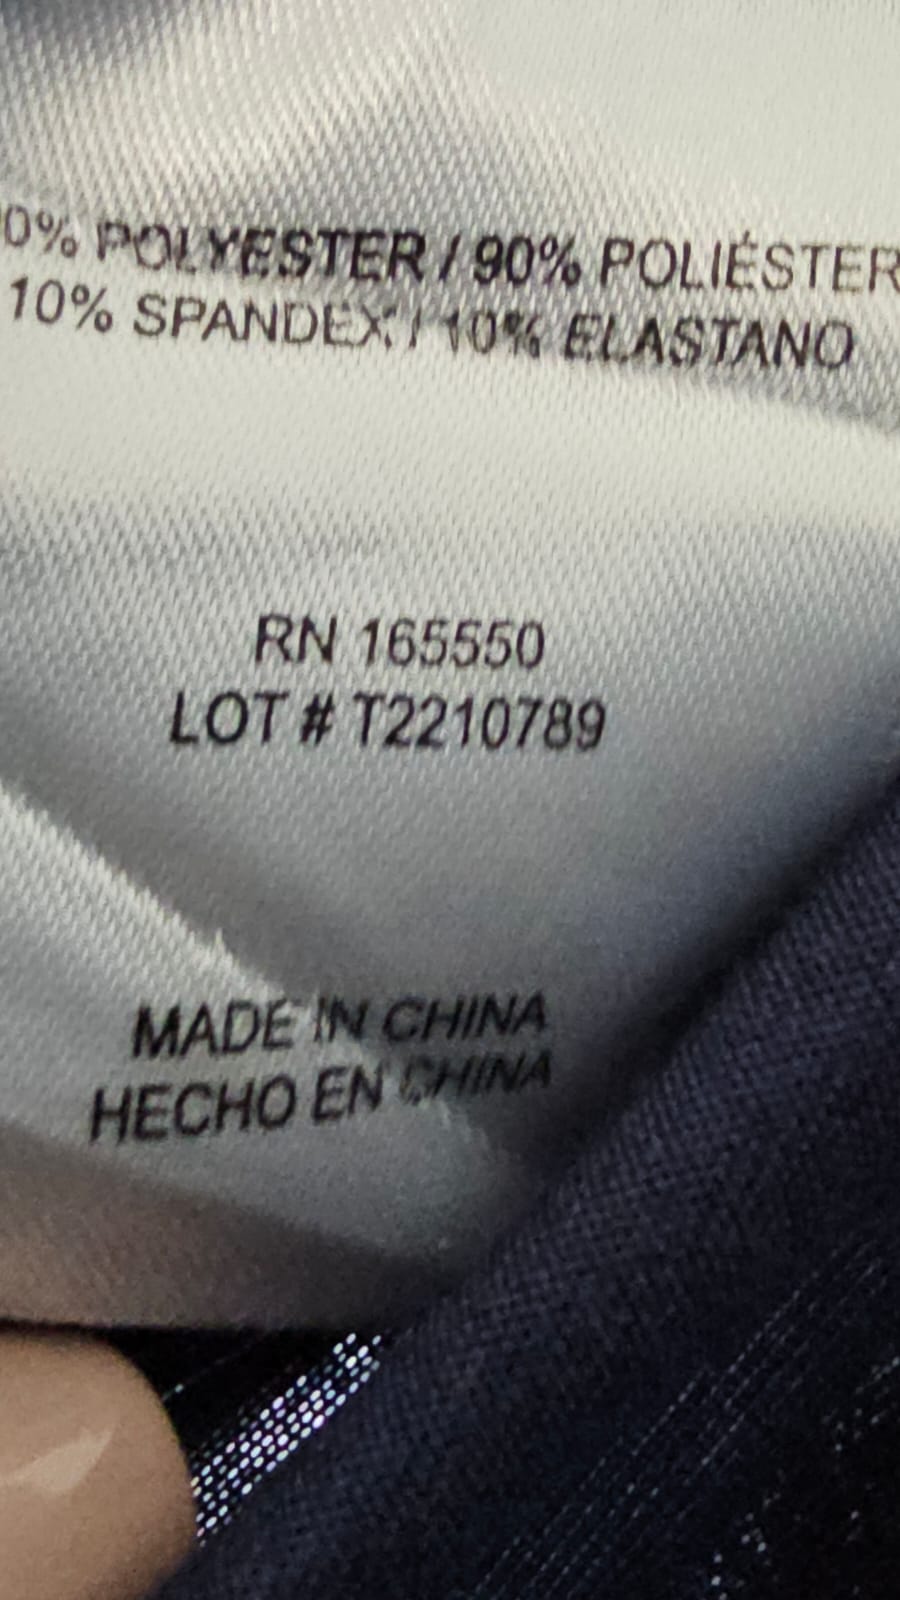 0% POLYESTER / 90% POLIÉSTER
10% SPANDEX / 10% ELASTANO
RN 165550
LOT # T2210789
MADE IN CHINA
HECHO EN CHINA